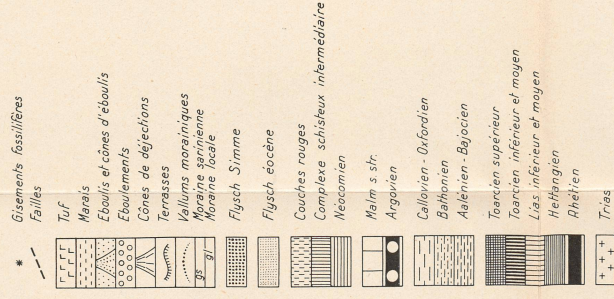 Gisements fossilifères
Failles
Tuf
Marais
Eboulis et cônes d'éboulis
Eboulements
Cônes de déjections
Terrasses
Vallums morainiques
gs Moraine sarinienne
gl Moraine locale
Flysch Simme
Flysch éocène
Couches rouges
Complexe schisteux intermédiaire
Néocomien
Malm s. str.
Argovien
Callovien - Oxfordien
Bathonien
Aalénien - Bajocien
Toarcien supérieur
Toarcien inférieur et moyen
Lias inférieur et moyen
Hettangien
Rhétien
Trias